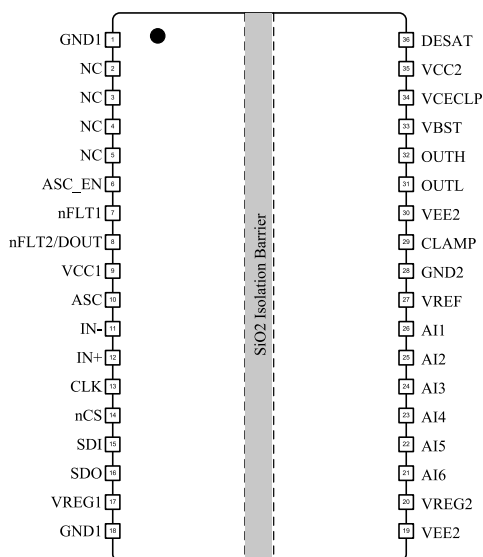 GND1 1
NC 2
NC 3
NC 4
NC 5
ASC_EN 6
nFLT1 7
nFLT2/DOUT 8
VCC1 9
ASC 10
IN- 11
IN+ 12
CLK 13
nCS 14
SDI 15
SDO 16
VREG1 17
GND1 18
SiO2 Isolation Barrier
36 DESAT
35 VCC2
34 VCECLP
33 VBST
32 OUTH
31 OUTL
30 VEE2
29 CLAMP
28 GND2
27 VREF
26 AI1
25 AI2
24 AI3
23 AI4
22 AI5
21 AI6
20 VREG2
19 VEE2